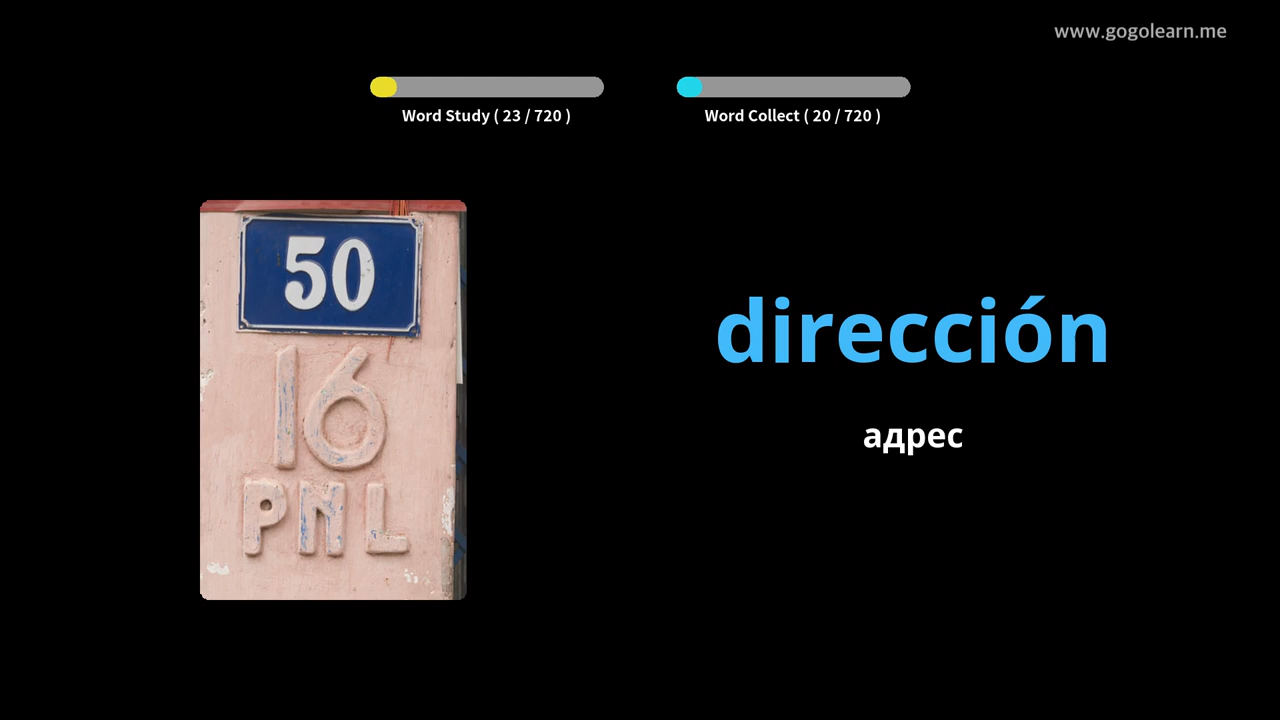 www.gogolearn.me
Word Study ( 23 / 720 )
Word Collect ( 20 / 720 )
50
16
PNL
dirección
адрес